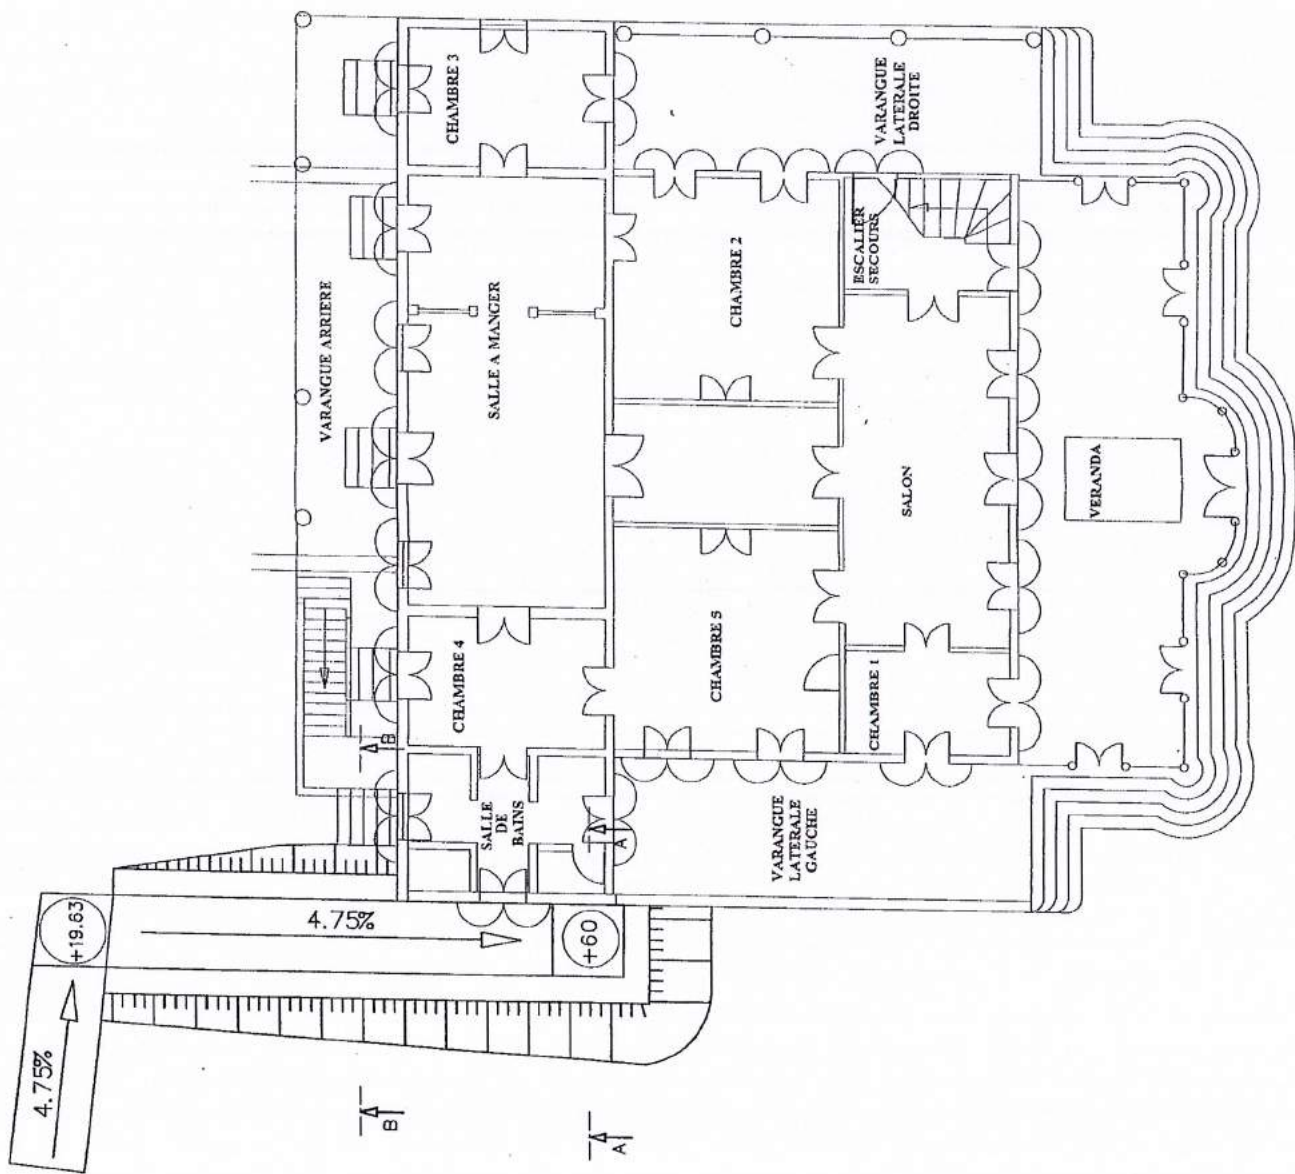 CHAMBRE 3
VARANGUE
LATERALE
DROITE
VARANGUE ARRIERE
SALLE A MANGER
CHAMBRE 2
ESCALIER
SECOURS
SALON
VERANDA
CHAMBRE 4
CHAMBRE 5
CHAMBRE 1
B
SALLE
DE
BAINS
A
VARANGUE
LATERALE
GAUCHE
+19.63
4.75%
+60
4.75%
B
A